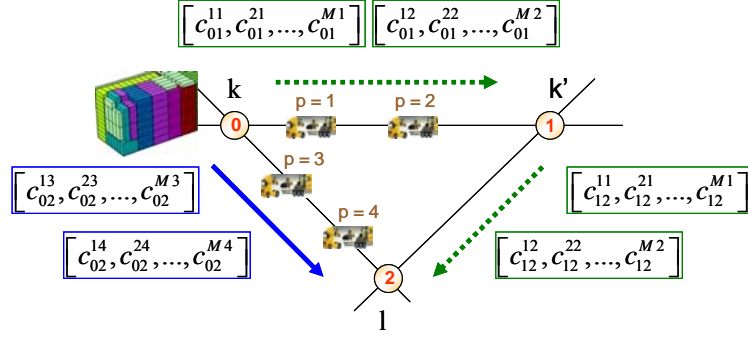 [c_{01}^{11}, c_{01}^{21}, ..., c_{01}^{M1}] [c_{01}^{12}, c_{01}^{22}, ..., c_{01}^{M2}]
k k'
p = 1 p = 2
0 1
p = 3
[c_{02}^{13}, c_{02}^{23}, ..., c_{02}^{M3}] [c_{12}^{11}, c_{12}^{21}, ..., c_{12}^{M1}]
p = 4
[c_{02}^{14}, c_{02}^{24}, ..., c_{02}^{M4}] [c_{12}^{12}, c_{12}^{22}, ..., c_{12}^{M2}]
2
l